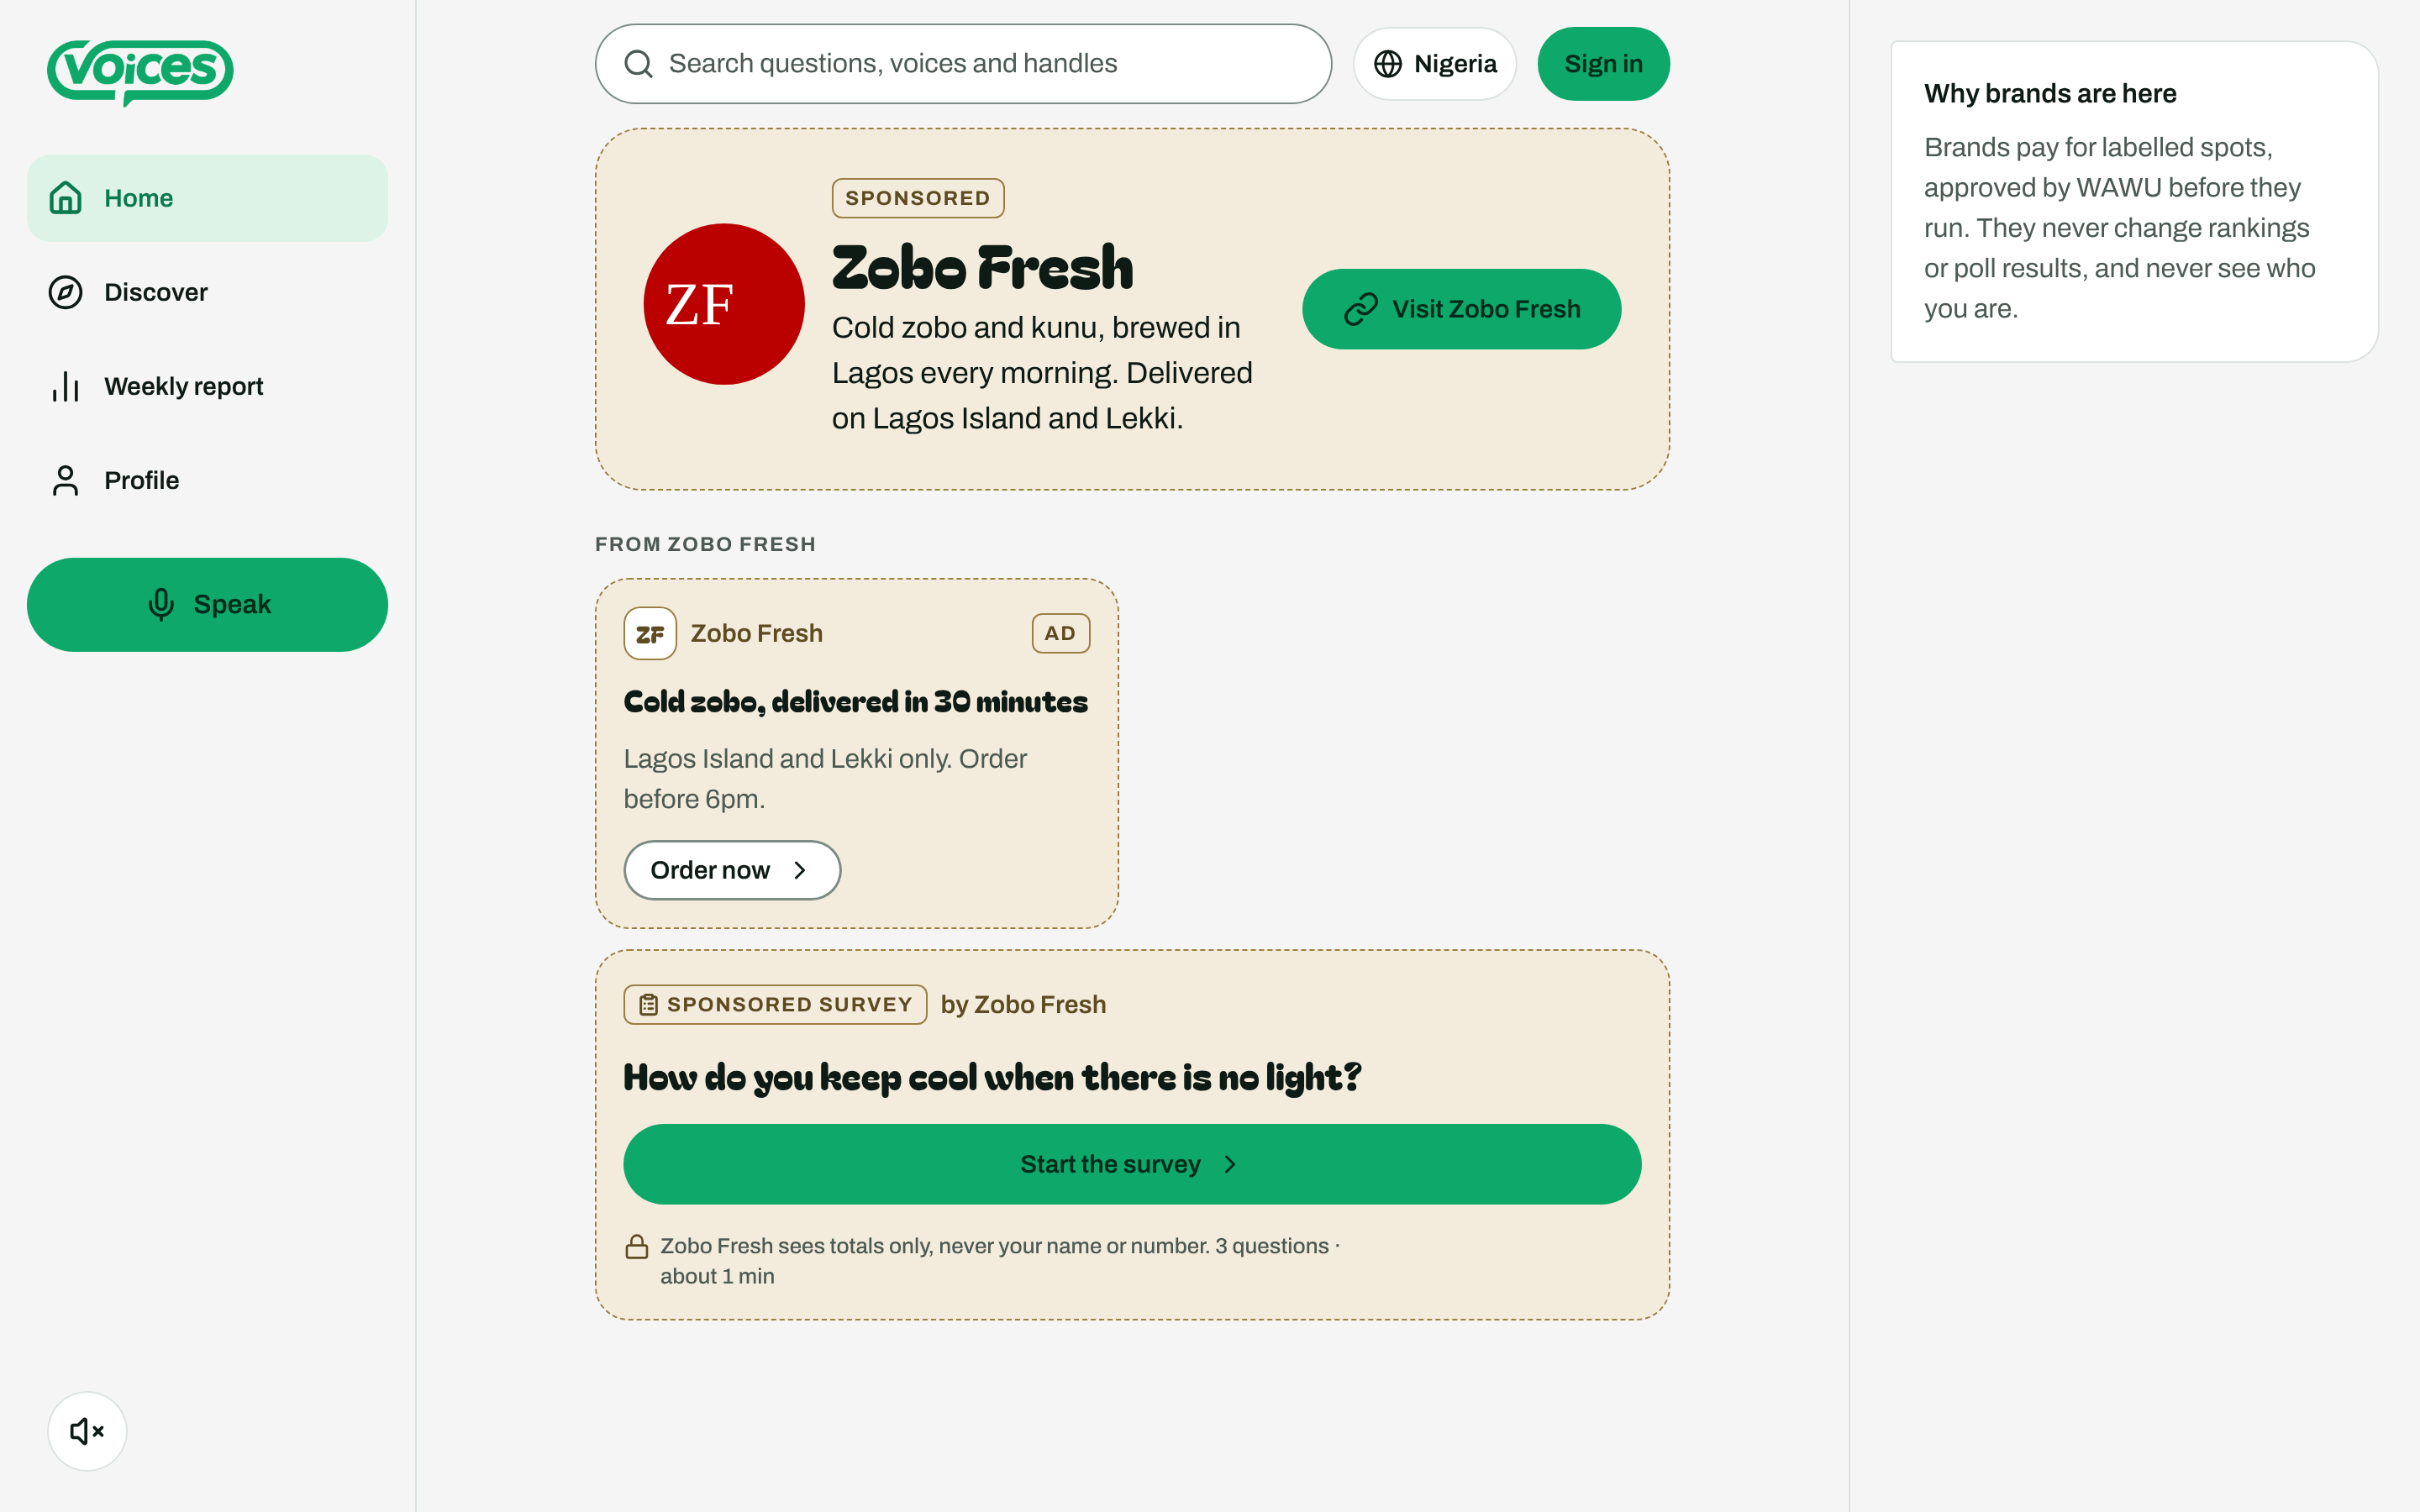 Voices
Home
Discover
Weekly report
Profile
Speak
Search questions, voices and handles
Nigeria
Sign in
SPONSORED
ZF
Zobo Fresh
Cold zobo and kunu, brewed in
Lagos every morning. Delivered
on Lagos Island and Lekki.
Visit Zobo Fresh
FROM ZOBO FRESH
ZF
Zobo Fresh
AD
Cold zobo, delivered in 30 minutes
Lagos Island and Lekki only. Order
before 6pm.
Order now
SPONSORED SURVEY
by Zobo Fresh
How do you keep cool when there is no light?
Start the survey
Zobo Fresh sees totals only, never your name or number. 3 questions ·
about 1 min
Why brands are here
Brands pay for labelled spots,
approved by WAWU before they
run. They never change rankings
or poll results, and never see who
you are.